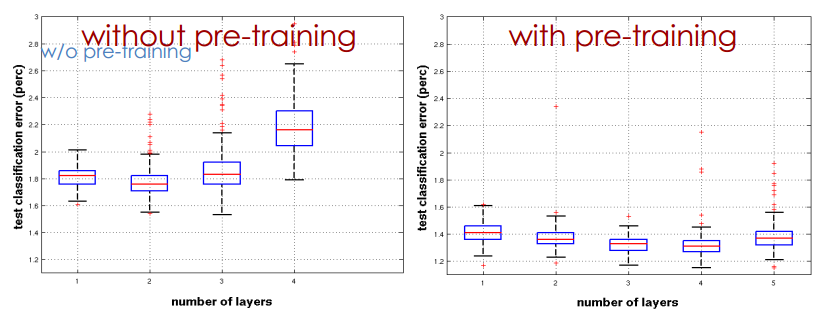 without pre-training
w/o pre-training
test classification error (perc)
3
2.8
2.6
2.4
2.2
2
1.8
1.6
1.4
1.2
1 2 3 4
number of layers
with pre-training
test classification error (perc)
3
2.8
2.6
2.4
2.2
2
1.8
1.6
1.4
1.2
1 2 3 4 5
number of layers